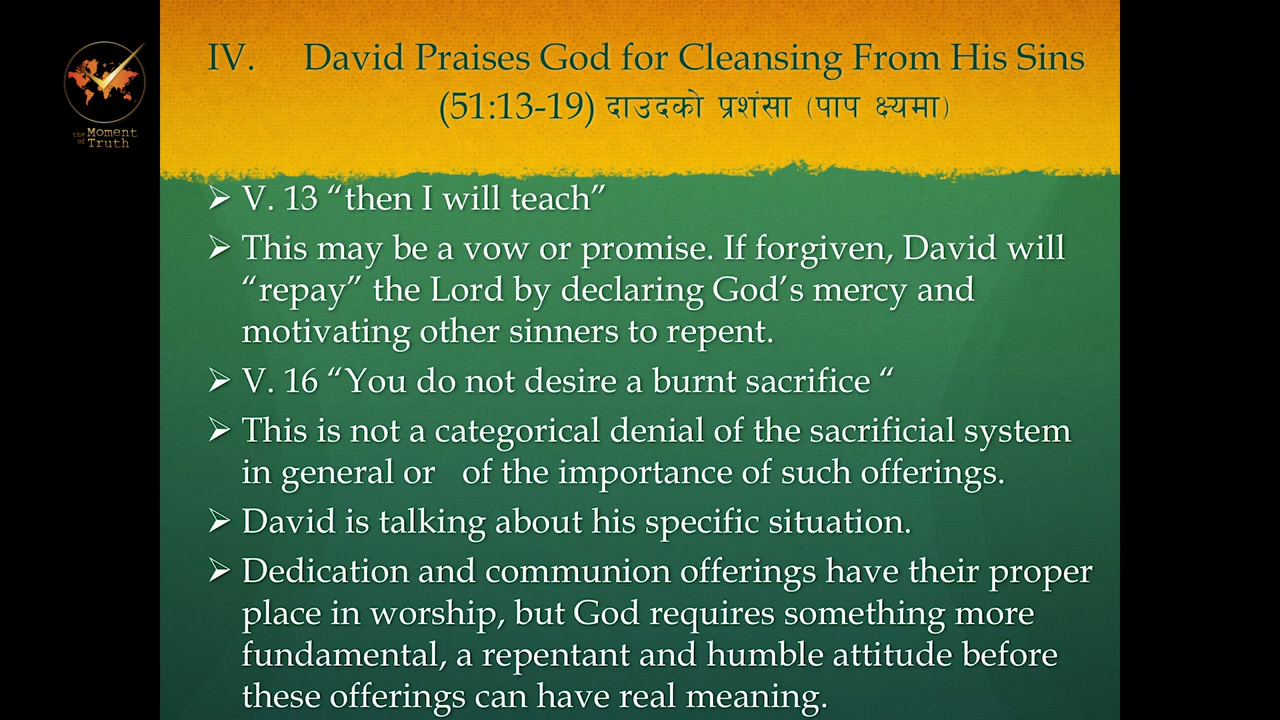 the Moment
of Truth
IV. David Praises God for Cleansing From His Sins
(51:13-19) दाउदको प्रशंसा (पाप क्ष्यमा)
➢ V. 13 “then I will teach”
➢ This may be a vow or promise. If forgiven, David will
“repay” the Lord by declaring God’s mercy and
motivating other sinners to repent.
➢ V. 16 “You do not desire a burnt sacrifice “
➢ This is not a categorical denial of the sacrificial system
in general or of the importance of such offerings.
➢ David is talking about his specific situation.
➢ Dedication and communion offerings have their proper
place in worship, but God requires something more
fundamental, a repentant and humble attitude before
these offerings can have real meaning.